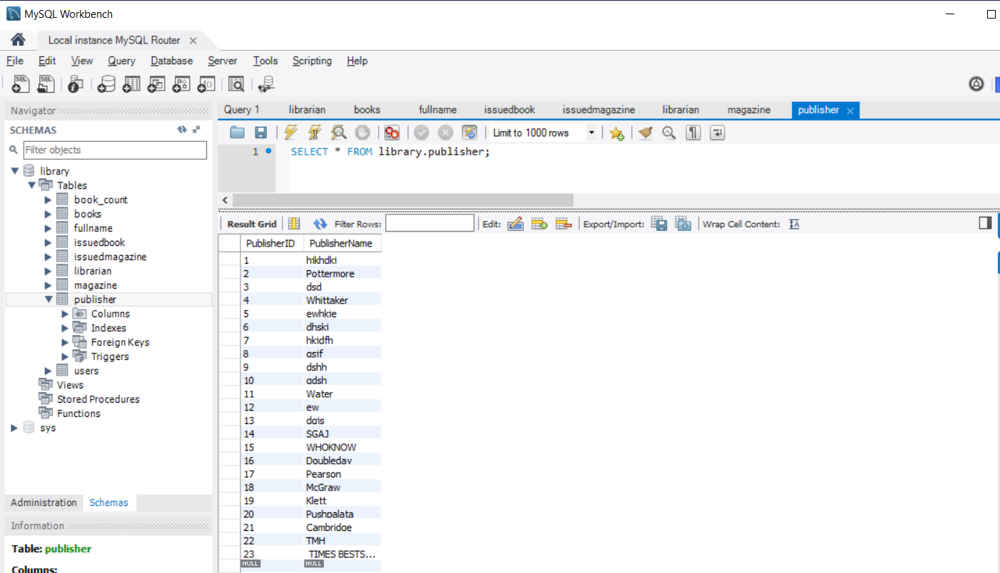 MySQL Workbench
Local instance MySQL Router
File Edit View Query Database Server Tools Scripting Help
Navigator
SCHEMAS
Filter objects
library
Tables
book_count
books
fullname
issuedbook
issuedmagazine
librarian
magazine
publisher
Columns
Indexes
Foreign Keys
Triggers
users
Views
Stored Procedures
Functions
sys
Administration Schemas
Information
Table: publisher
Columns:
Query 1 librarian books fullname issuedbook issuedmagazine librarian magazine publisher
Limit to 1000 rows
1 SELECT * FROM library.publisher;
Result Grid Filter Rows: Edit: Export/Import: Wrap Cell Content:
PublisherID PublisherName
1 hikhdki
2 Pottermore
3 dsd
4 Whittaker
5 ewhkie
6 dhski
7 hkidfh
8 asif
9 dshh
10 adsh
11 Water
12 ew
13 dais
14 SGAJ
15 WHOKNOW
16 Doubleday
17 Pearson
18 McGraw
19 Klett
20 Pushpalata
21 Cambridge
22 TMH
23 TIMES BESTS...
NULL NULL